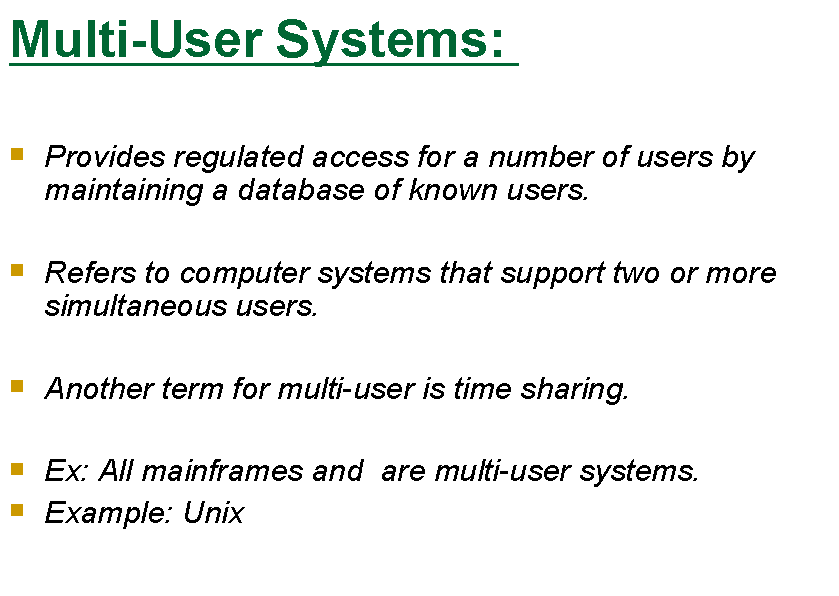 Multi-User Systems:
Provides regulated access for a number of users by
maintaining a database of known users.
Refers to computer systems that support two or more
simultaneous users.
Another term for multi-user is time sharing.
Ex: All mainframes and  are multi-user systems.
Example: Unix